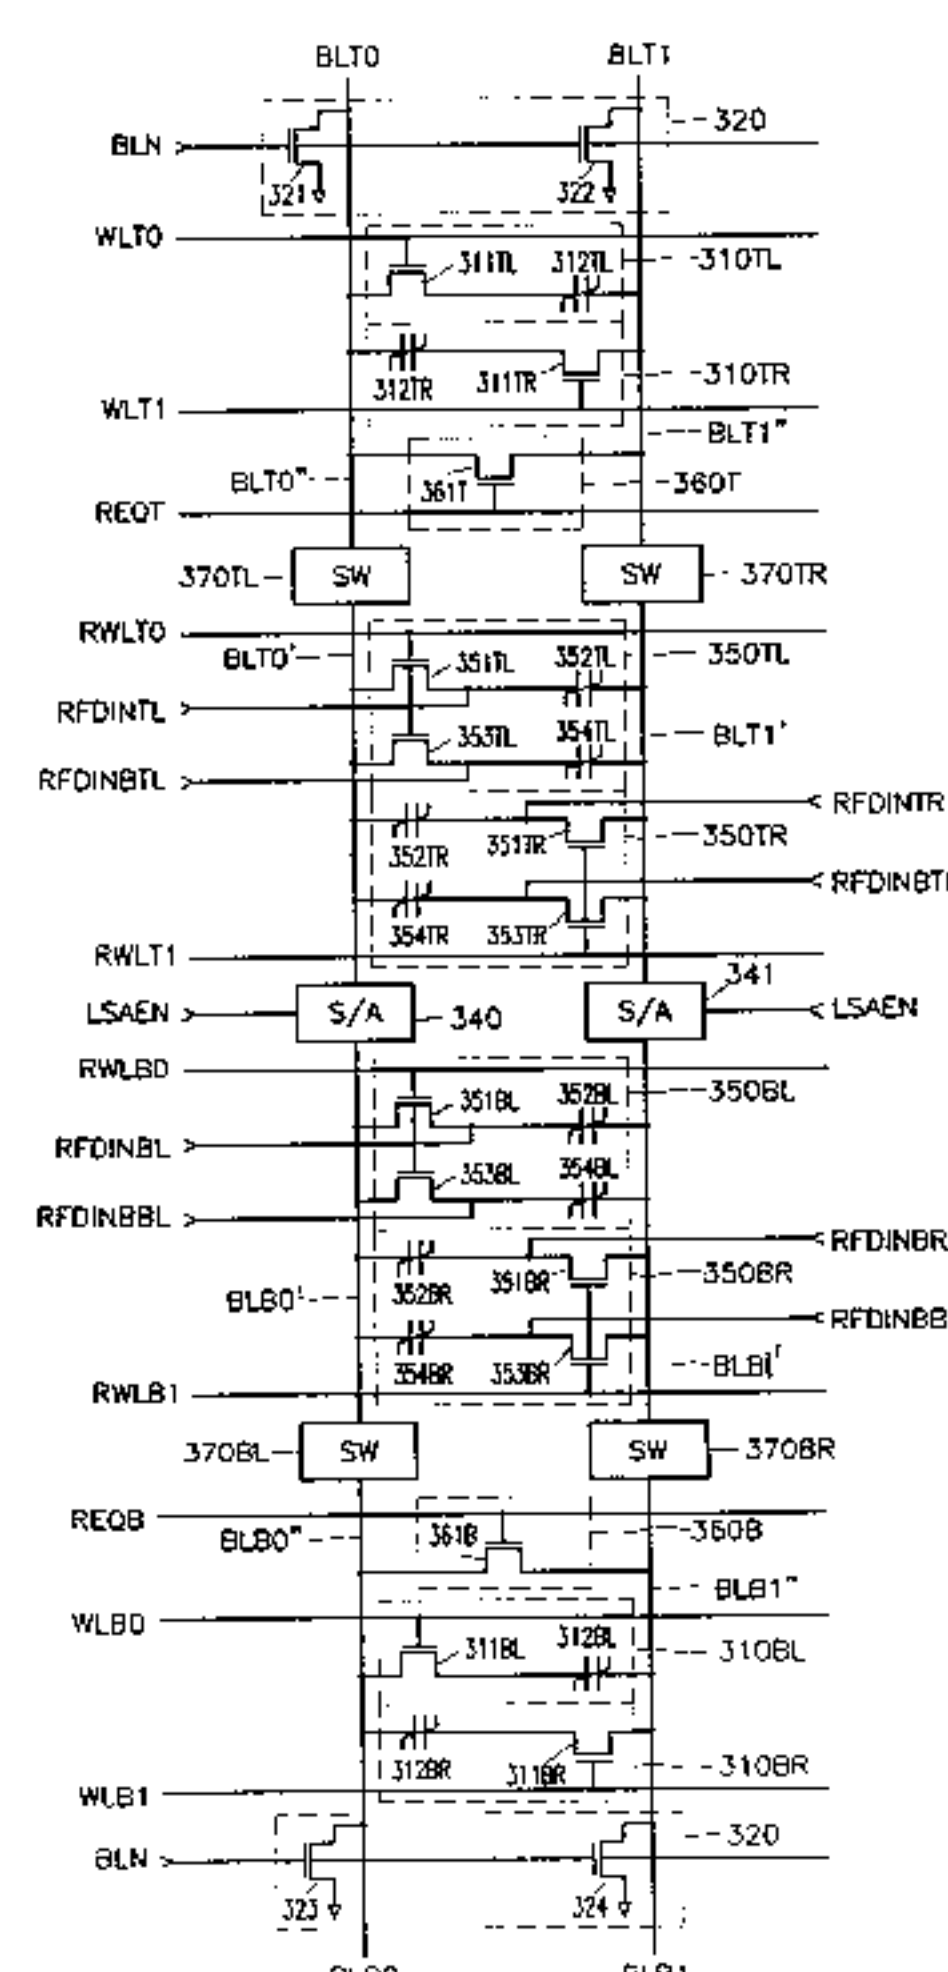 BLT0 BLT1
320
BLN
321 322
WLT0
311TL 312TL 310TL
312TR 311TR 310TR
WLT1
BLT1"
BLT0" 361T 360T
REQT
370TL SW SW 370TR
RWLT0
BLT0' 351TL 352TL 350TL
RFDINTL
353TL 354TL BLT1'
RFDINBTL
RFDINTR
352TR 351TR 350TR
354TR 353TR
RWLT1
341
LSAEN S/A 340 S/A LSAEN
RWLB0
351BL 352BL 350BL
RFDINBL
353BL 354BL
RFDINBBL
RFDINBR
352BR 351BR 350BR
BLB0'
354BR 353BR
RWLB1
370BL SW SW 370BR
REQB
BLB0" 361B 360B
BLB1"
WLB0
311BL 312BL 310BL
312BR 311BR 310BR
WLB1
320
BLN
323 324